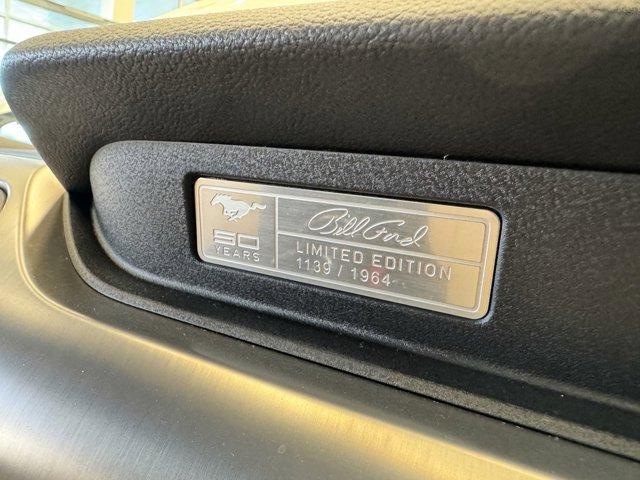 50
YEARS
Bill Ford
LIMITED EDITION
1139 / 1964